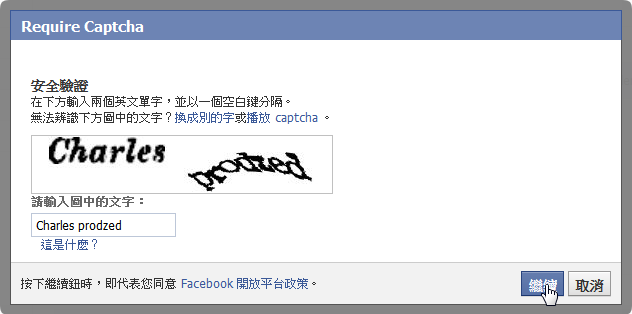 Require Captcha
安全驗證
在下方輸入兩個英文單字，並以一個空白鍵分隔。
無法辨識下方圖中的文字？換成別的字或播放 captcha 。
Charles prodzed
請輸入圖中的文字：
Charles prodzed
這是什麼？
按下繼續鈕時，即代表您同意 Facebook 開放平台政策。
繼續 取消